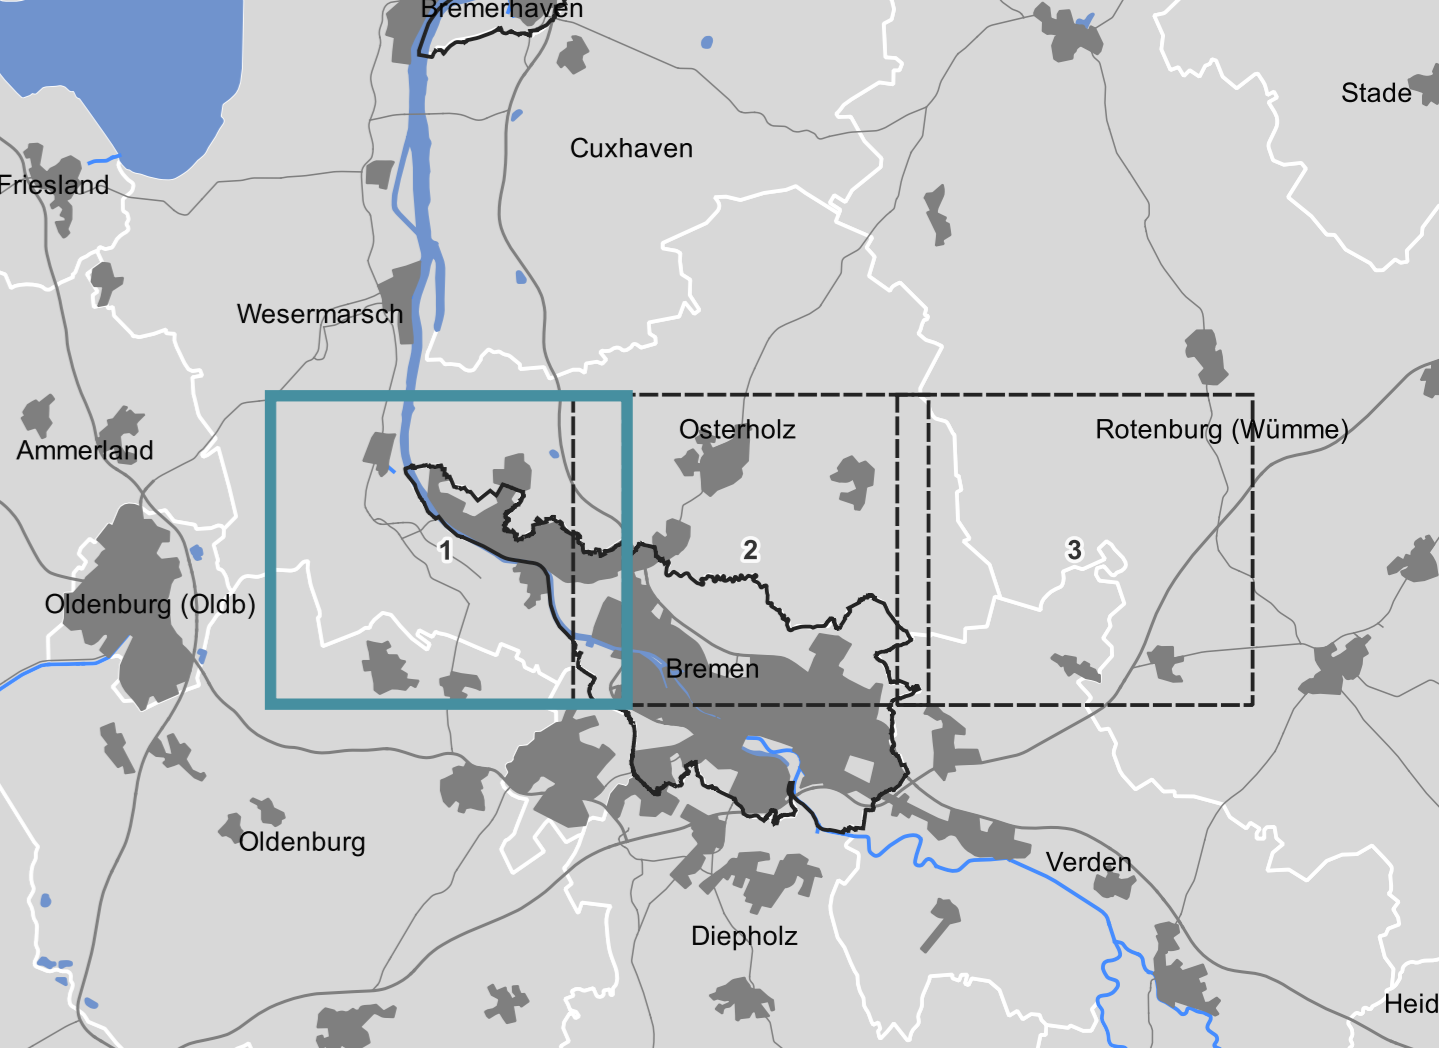 Bremerhaven
Stade
Cuxhaven
Friesland
Wesermarsch
Osterholz
Rotenburg (Wümme)
Ammerland
1
2
3
Oldenburg (Oldb)
Bremen
Oldenburg
Verden
Diepholz
Heid